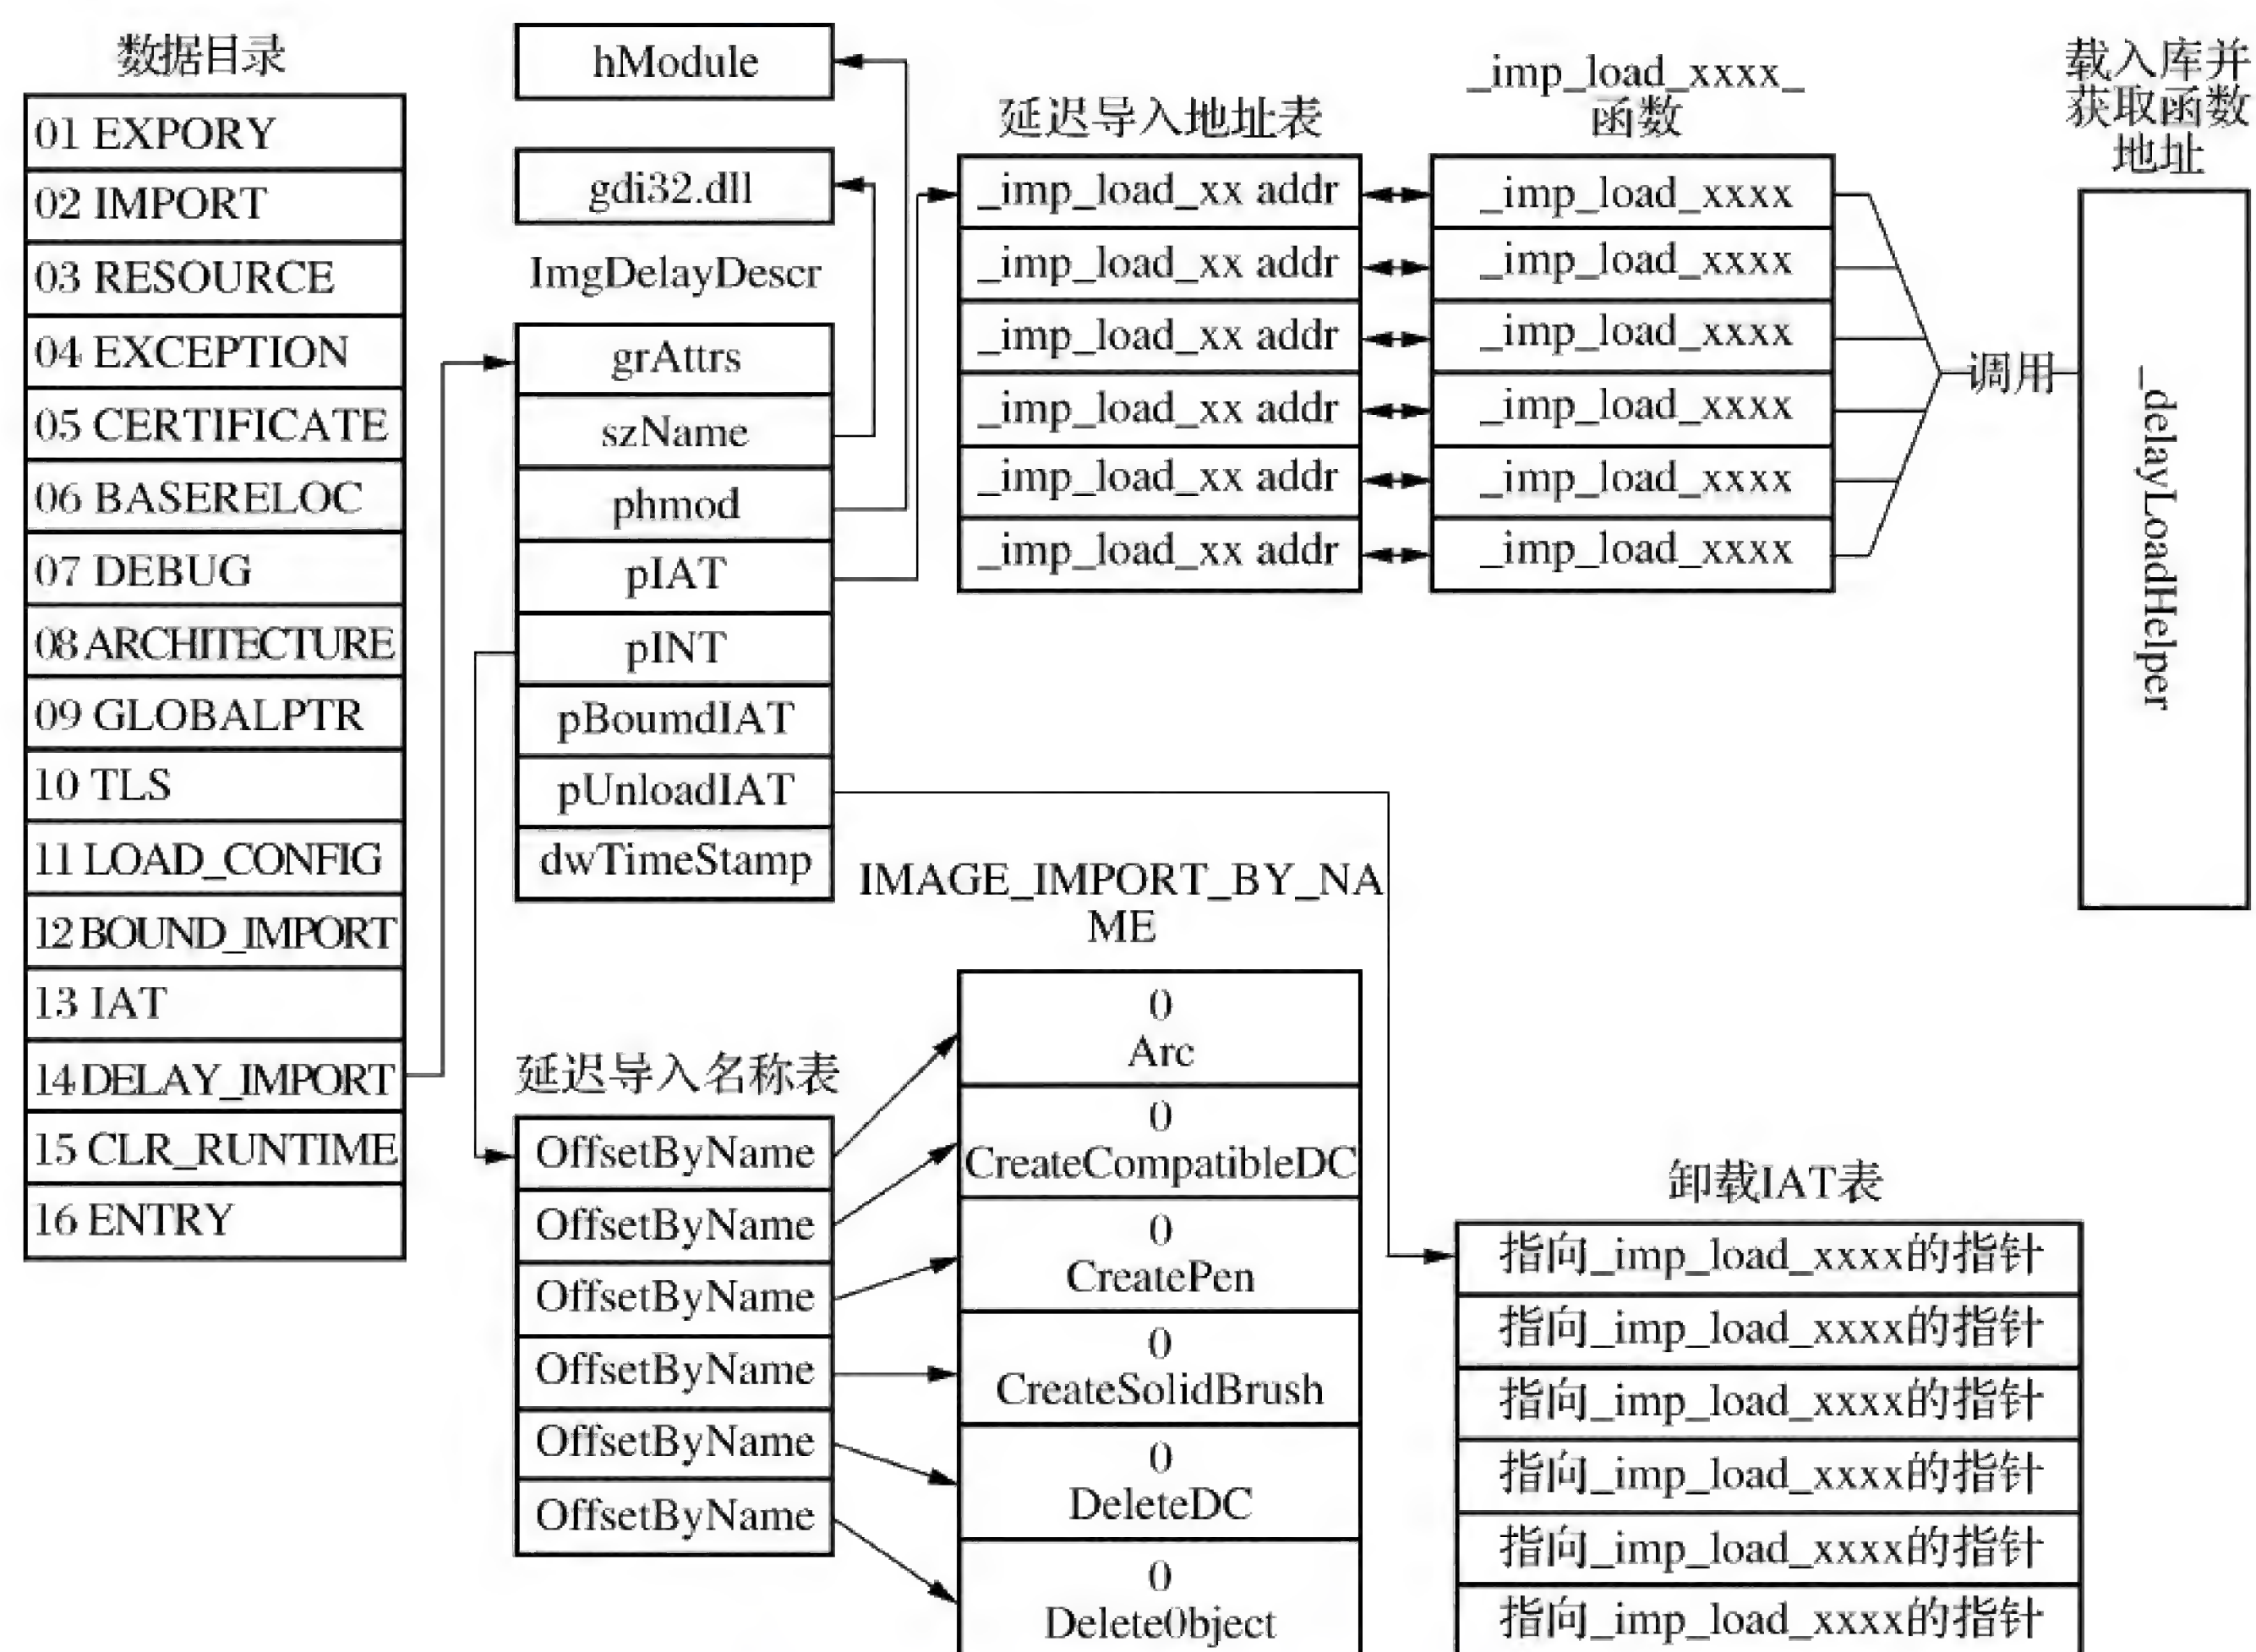 数据目录
01 EXPORY
02 IMPORT
03 RESOURCE
04 EXCEPTION
05 CERTIFICATE
06 BASERELOC
07 DEBUG
08 ARCHITECTURE
09 GLOBALPTR
10 TLS
11 LOAD_CONFIG
12 BOUND_IMPORT
13 IAT
14 DELAY_IMPORT
15 CLR_RUNTIME
16 ENTRY
hModule
gdi32.dll
ImgDelayDescr
grAttrs
szName
phmod
pIAT
pINT
pBoumdIAT
pUnloadIAT
dwTimeStamp
延迟导入地址表
_imp_load_xx addr
_imp_load_xx addr
_imp_load_xx addr
_imp_load_xx addr
_imp_load_xx addr
_imp_load_xx addr
_imp_load_xxxx_
函数
_imp_load_xxxx
_imp_load_xxxx
_imp_load_xxxx
_imp_load_xxxx
_imp_load_xxxx
_imp_load_xxxx
调用
载入库并
获取函数
地址
_delayLoadHelper
延迟导入名称表
OffsetByName
OffsetByName
OffsetByName
OffsetByName
OffsetByName
OffsetByName
IMAGE_IMPORT_BY_NA
ME
0
Arc
0
CreateCompatibleDC
0
CreatePen
0
CreateSolidBrush
0
DeleteDC
0
Delete0bject
卸载IAT表
指向_imp_load_xxxx的指针
指向_imp_load_xxxx的指针
指向_imp_load_xxxx的指针
指向_imp_load_xxxx的指针
指向_imp_load_xxxx的指针
指向_imp_load_xxxx的指针